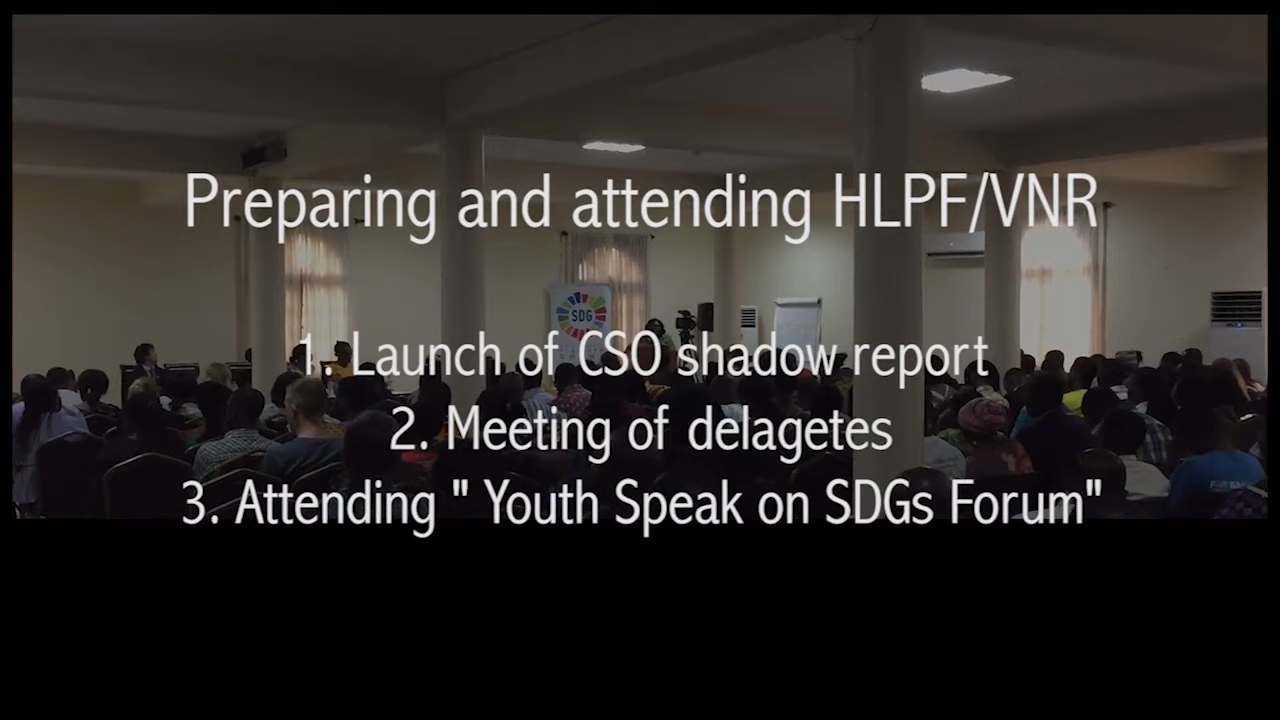 Preparing and attending HLPF/VNR
SDG
1. Launch of CSO shadow report
2. Meeting of delagetes
3. Attending " Youth Speak on SDGs Forum"